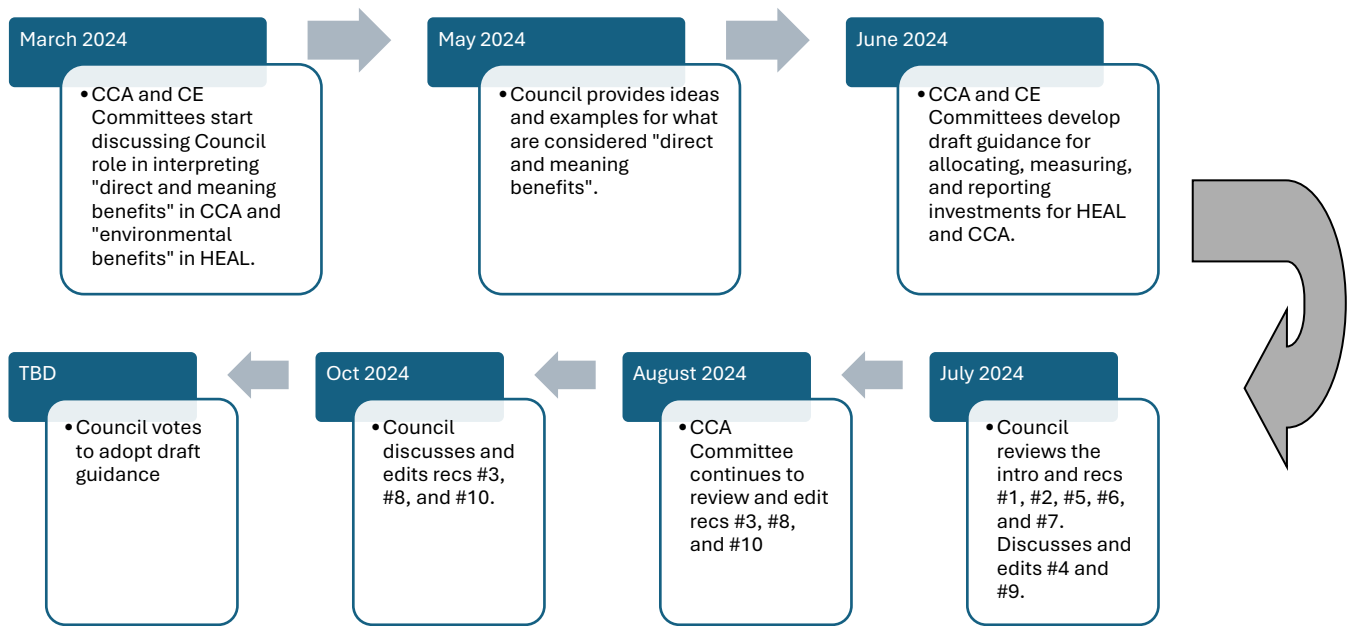 March 2024
•CCA and CE
Committees start
discussing Council
role in interpreting
"direct and meaning
benefits" in CCA and
"environmental
benefits" in HEAL.
May 2024
•Council provides ideas
and examples for what
are considered "direct
and meaning
benefits".
June 2024
•CCA and CE
Committees develop
draft guidance for
allocating, measuring,
and reporting
investments for HEAL
and CCA.
July 2024
•Council
reviews the
intro and recs
#1, #2, #5, #6,
and #7.
Discusses and
edits #4 and
#9.
August 2024
•CCA
Committee
continues to
review and edit
recs #3, #8,
and #10
Oct 2024
•Council
discusses and
edits recs #3,
#8, and #10.
TBD
•Council votes
to adopt draft
guidance